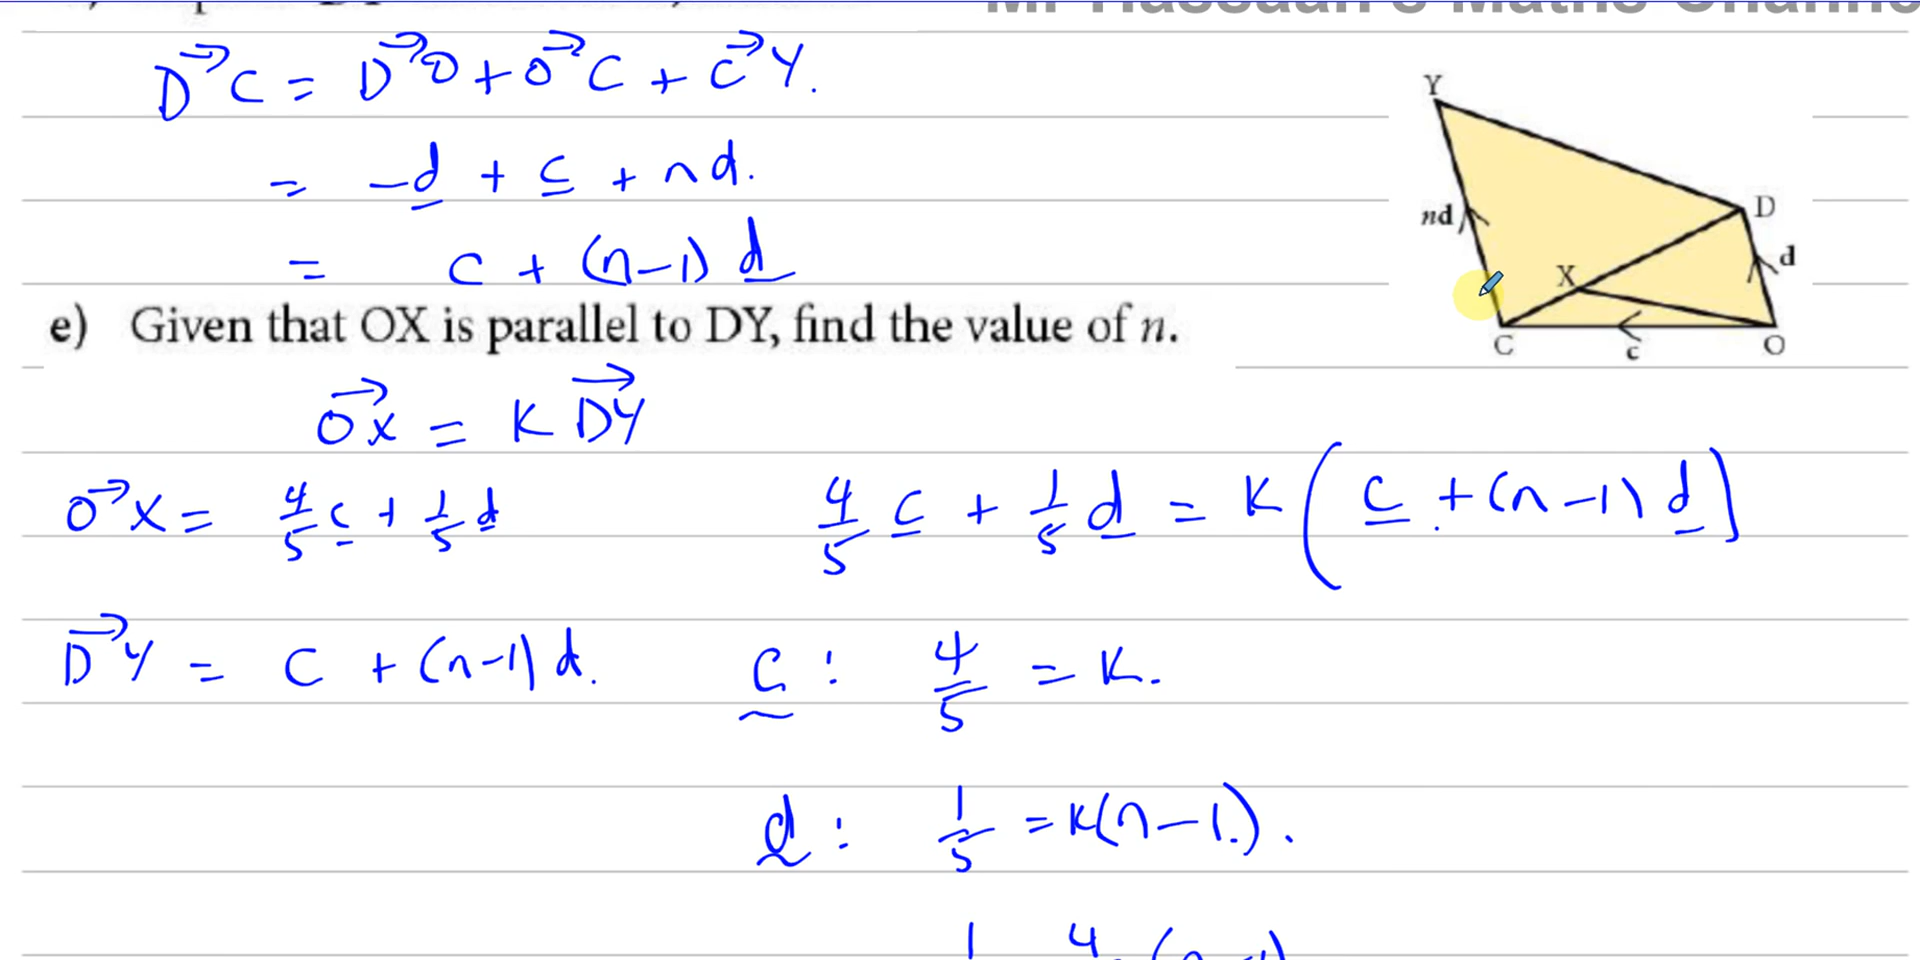 D⃗C = D⃗O + O⃗C + C⃗Y.
= -d + c + nd.
= c + (n-1) d
e) Given that OX is parallel to DY, find the value of n.
Y
nd
D
d
X
C
c
O
O⃗X = K D⃗Y
O⃗X = 4/5 c + 1/5 d
4/5 c + 1/5 d = K ( c + (n-1) d )
D⃗Y = C + (n-1) d.
c : 4/5 = K.
d : 1/5 = K(n-1.).